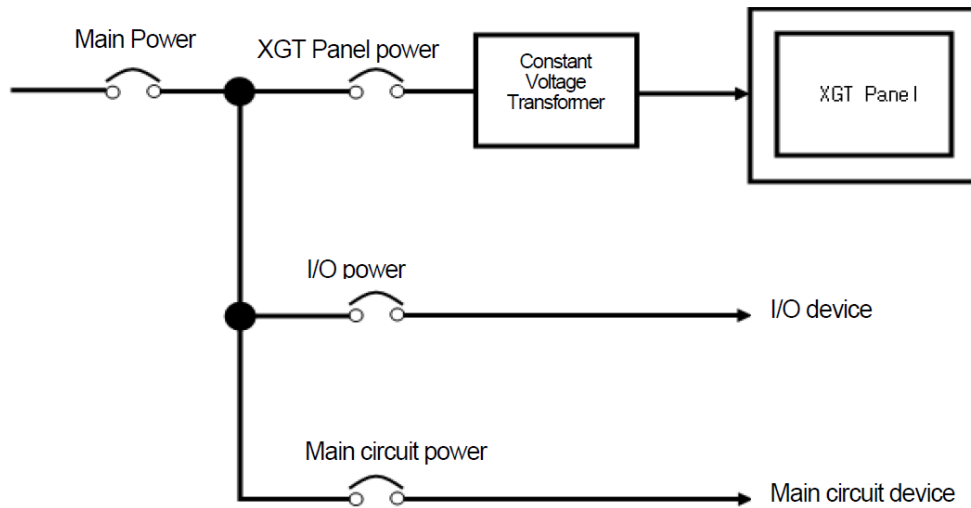 Main Power
XGT Panel power
Constant
Voltage
Transformer
XGT Panel
I/O power
I/O device
Main circuit power
Main circuit device